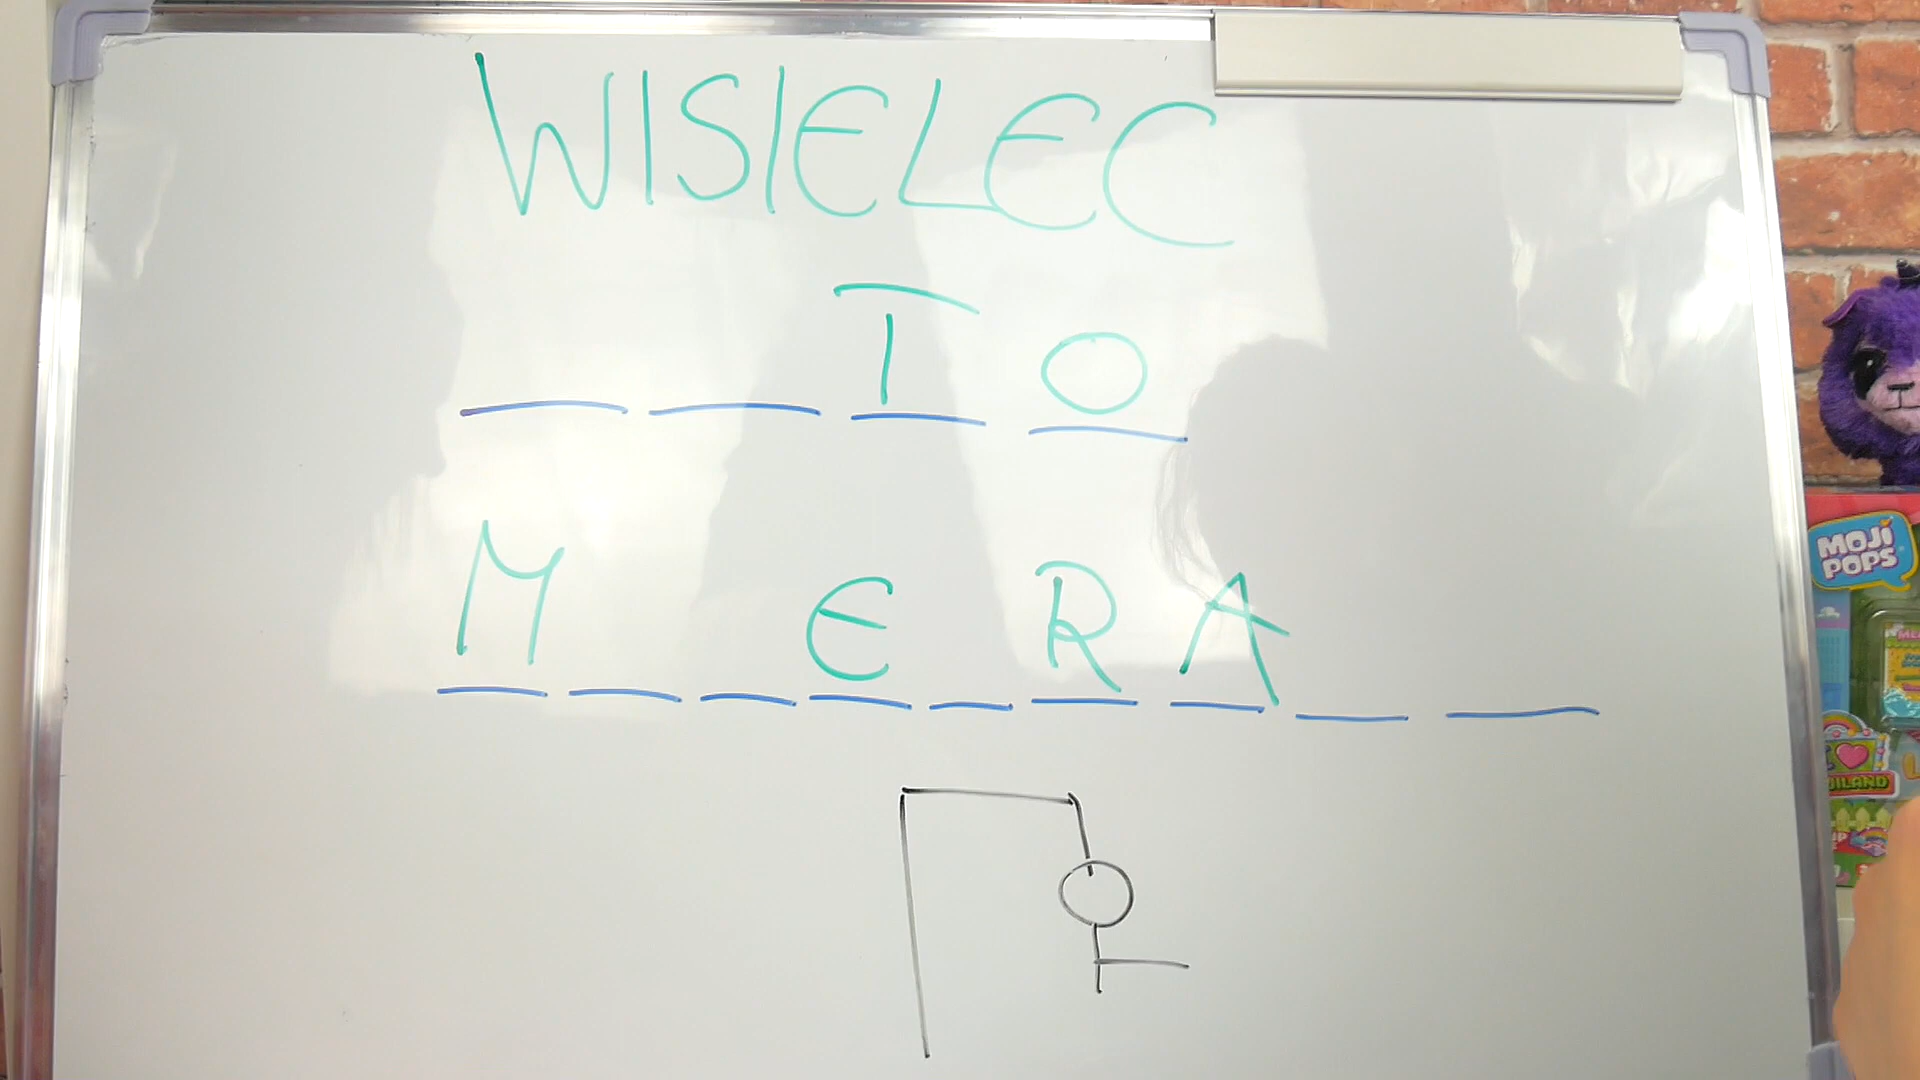 WISIELEC
_ _ T O
M _ _ E _ R A _ _
MOJI
POPS